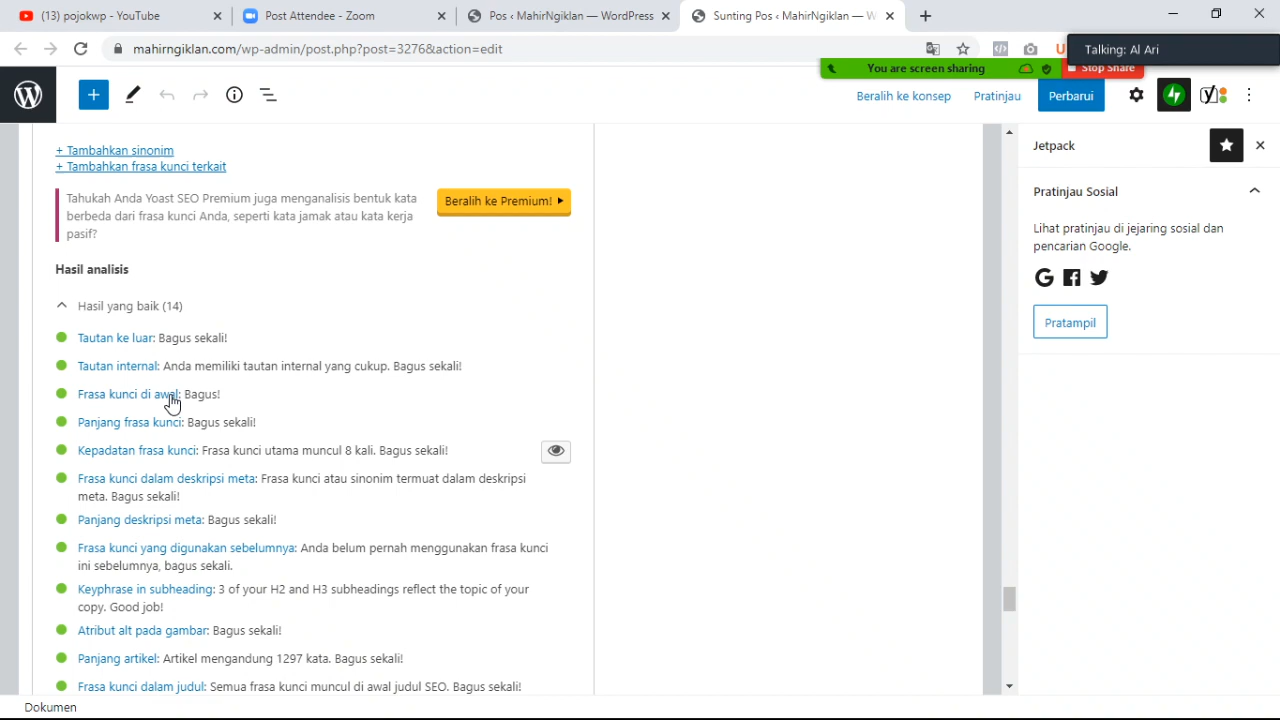 (13) pojokwp - YouTube
Post Attendee - Zoom
Pos ‹ MahirNgiklan — WordPress
Sunting Pos ‹ MahirNgiklan — W
mahirngiklan.com/wp-admin/post.php?post=3276&action=edit
Talking: Al Ari
You are screen sharing
Stop Share
Beralih ke konsep
Pratinjau
Perbarui
+ Tambahkan sinonim
+ Tambahkan frasa kunci terkait
Tahukah Anda Yoast SEO Premium juga menganalisis bentuk kata
berbeda dari frasa kunci Anda, seperti kata jamak atau kata kerja
pasif?
Beralih ke Premium!
Hasil analisis
Hasil yang baik (14)
Tautan ke luar: Bagus sekali!
Tautan internal: Anda memiliki tautan internal yang cukup. Bagus sekali!
Frasa kunci di awal: Bagus!
Panjang frasa kunci: Bagus sekali!
Kepadatan frasa kunci: Frasa kunci utama muncul 8 kali. Bagus sekali!
Frasa kunci dalam deskripsi meta: Frasa kunci atau sinonim termuat dalam deskripsi
meta. Bagus sekali!
Panjang deskripsi meta: Bagus sekali!
Frasa kunci yang digunakan sebelumnya: Anda belum pernah menggunakan frasa kunci
ini sebelumnya, bagus sekali.
Keyphrase in subheading: 3 of your H2 and H3 subheadings reflect the topic of your
copy. Good job!
Atribut alt pada gambar: Bagus sekali!
Panjang artikel: Artikel mengandung 1297 kata. Bagus sekali!
Frasa kunci dalam judul: Semua frasa kunci muncul di awal judul SEO. Bagus sekali!
Jetpack
Pratinjau Sosial
Lihat pratinjau di jejaring sosial dan
pencarian Google.
Pratampil
Dokumen